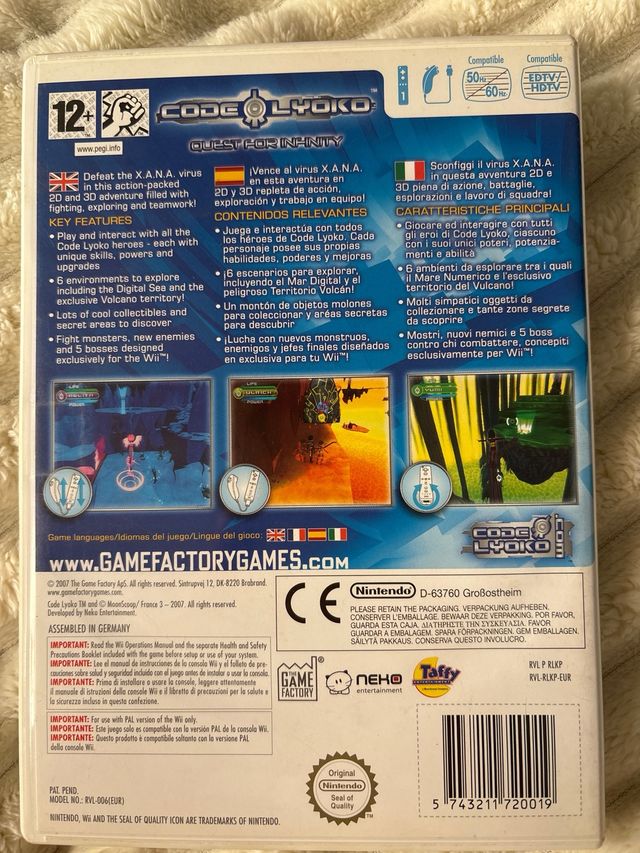 12+
www.pegi.info
CODE LYOKO™
QUEST FOR INFINITY
1
Compatible
50Hz
60Hz
Compatible
EDTV/
HDTV
Defeat the X.A.N.A. virus
in this action-packed
2D and 3D adventure filled with
fighting, exploring and teamwork!
KEY FEATURES
• Play and interact with all the
Code Lyoko heroes - each with
unique skills, powers and
upgrades
• 6 environments to explore
including the Digital Sea and the
exclusive Volcano territory!
• Lots of cool collectibles and
secret areas to discover
• Fight monsters, new enemies
and 5 bosses designed
exclusively for the Wii™!
¡Vence al virus X.A.N.A.
en esta aventura en
2D y 3D repleta de acción,
exploración y trabajo en equipo!
CONTENIDOS RELEVANTES
• Juega e interactúa con todos
los héroes de Code Lyoko. Cada
personaje posee sus propias
habilidades, poderes y mejoras
• ¡6 escenarios para explorar,
incluyendo el Mar Digital y el
peligroso Territorio Volcán!
• Un montón de objetos molones
para coleccionar y aréas secretas
para descubrir
• ¡Lucha con nuevos monstruos,
enemigos y jefes finales diseñados
en exclusiva para tu Wii™!
Sconfiggi il virus X.A.N.A.
in questa avventura 2D e
3D piena di azione, battaglie,
esplorazioni e lavoro di squadra!
CARATTERISTICHE PRINCIPALI
• Giocare ed interagire con tutti
gli eroi di Code Lyoko, ciascuno
con i suoi unici poteri, potenzia-
menti e abilità
• 6 ambienti da esplorare tra i quali
il Mare Numerico e l'esclusivo
territorio del Vulcano!
• Molti simpatici oggetti da
collezionare e tante zone segrete
da scoprire
• Mostri, nuovi nemici e 5 boss
contro chi combattere, concepiti
esclusivamente per Wii™!
LIFE
AELITA
POWER
LIFE
ULRICH
POWER
YUMI
Game languages/Idiomas del juego/Lingue del gioco:
CODE
LYOKO
www.GAMEFACTORYGAMES.com
© 2007 The Game Factory ApS. All rights reserved. Sintrupvej 12, DK-8220 Brabrand.
www.gamefactorygames.com.
Code Lyoko TM and © MoonScoop/ France 3 – 2007. All rights reserved.
Developed by Neko Entertainment.
ASSEMBLED IN GERMANY
IMPORTANT: Read the Wii Operations Manual and the separate Health and Safety
Precautions Booklet included the game before setup or use of your system.
IMPORTANTE: Lee el manual de instrucciones de la consola Wii y el folleto de pre-
cauciones sobre salud y seguridad incluido con el juego antes de instalar o usar la consola.
IMPORTANTE: Prima di installare o usare la console, leggere attentamente
il manuale di istruzioni della console Wii e il libretto di precauzioni per la salute e
la sicurezza incluso in questa confezione.
IMPORTANT: For use with PAL version of the Wii only.
IMPORTANTE: Este juego solo es compatible con la versión PAL de la consola Wii.
IMPORTANTE: Questo prodotto è compatibile soltanto con la versione PAL
della console Wii.
CE
Nintendo® D-63760 Großostheim
PLEASE RETAIN THE PACKAGING. VERPACKUNG AUFHEBEN.
CONSERVER L'EMBALLAGE. BEWAAR DEZE VERPAKKING. POR FAVOR,
GUARDA ESTA CAJA. ΔΙΑΤΗΡΗΣΤΕ ΤΗΝ ΣΥΣΚΕΥΑΣΙΑ. FAVOR
GUARDAR A EMBALAGEM. SPARA FÖRPACKNINGEN. GEM EMBALLAGEN.
SÄILYTÄ PAKKAUS. CONSERVA QUESTO INVOLUCRO.
THE
GAME
FACTORY®
NEKO
entertainment
Taffy
ENTERTAINMENT
RVL P RLKP
RVL-RLKP-EUR
Original
Nintendo
Seal of
Quality
™
5 743211 720019
PAT. PEND.
MODEL NO.: RVL-006(EUR)
NINTENDO, Wii AND THE SEAL OF QUALITY ICON ARE TRADEMARKS OF NINTENDO.